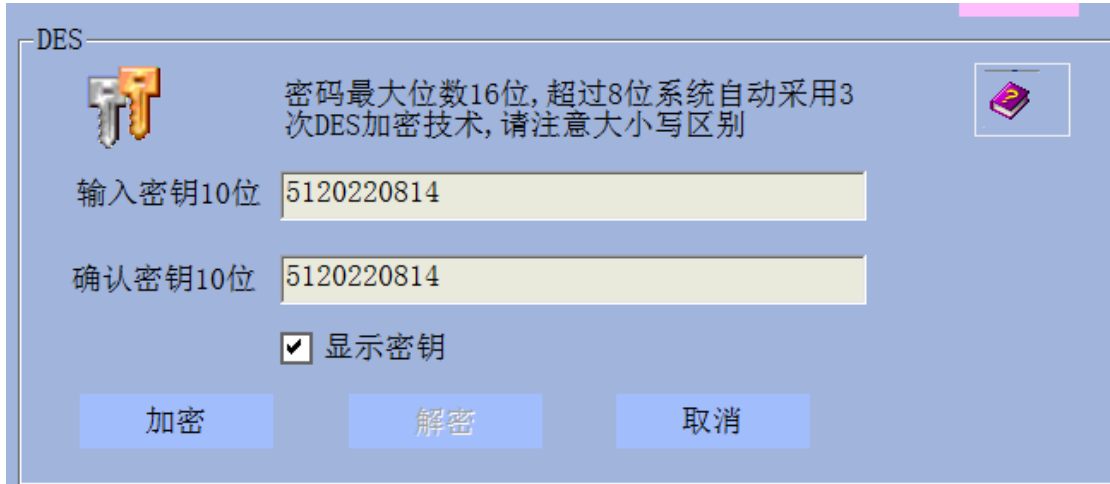 DES
密码最大位数16位,超过8位系统自动采用3
次DES加密技术,请注意大小写区别
输入密钥10位 5120220814
确认密钥10位 5120220814
显示密钥
加密 解密 取消